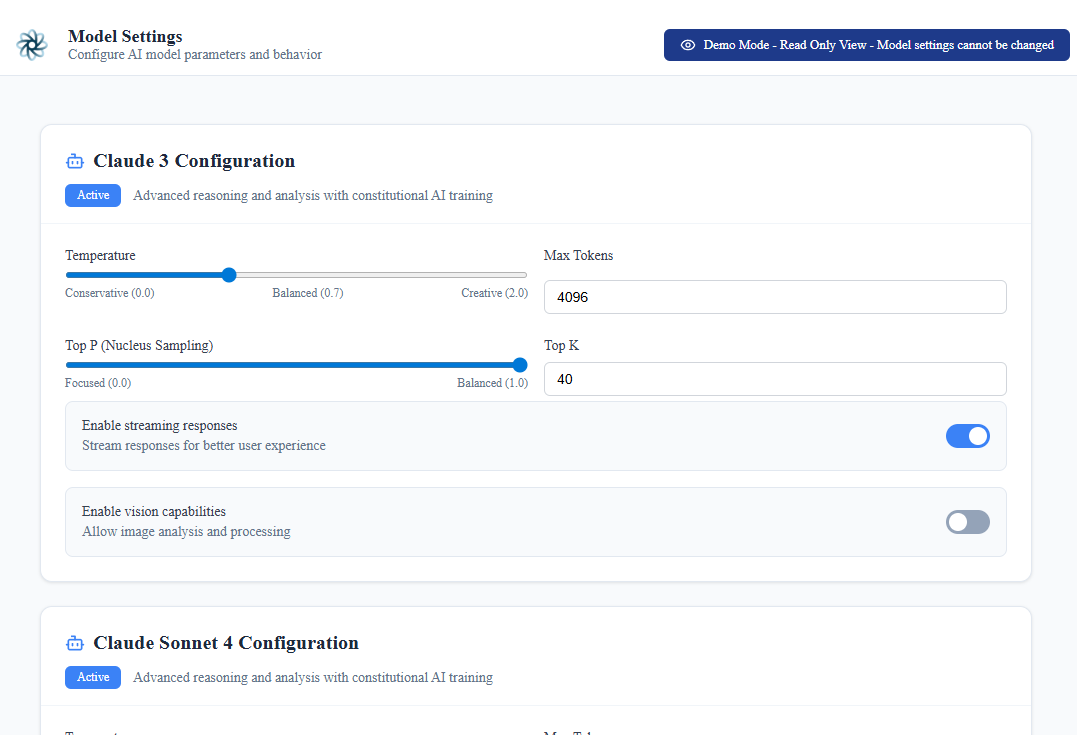 Model Settings
Configure AI model parameters and behavior
Demo Mode - Read Only View - Model settings cannot be changed
Claude 3 Configuration
Active
Advanced reasoning and analysis with constitutional AI training
Temperature
Conservative (0.0)
Balanced (0.7)
Creative (2.0)
Max Tokens
4096
Top P (Nucleus Sampling)
Focused (0.0)
Balanced (1.0)
Top K
40
Enable streaming responses
Stream responses for better user experience
Enable vision capabilities
Allow image analysis and processing
Claude Sonnet 4 Configuration
Active
Advanced reasoning and analysis with constitutional AI training